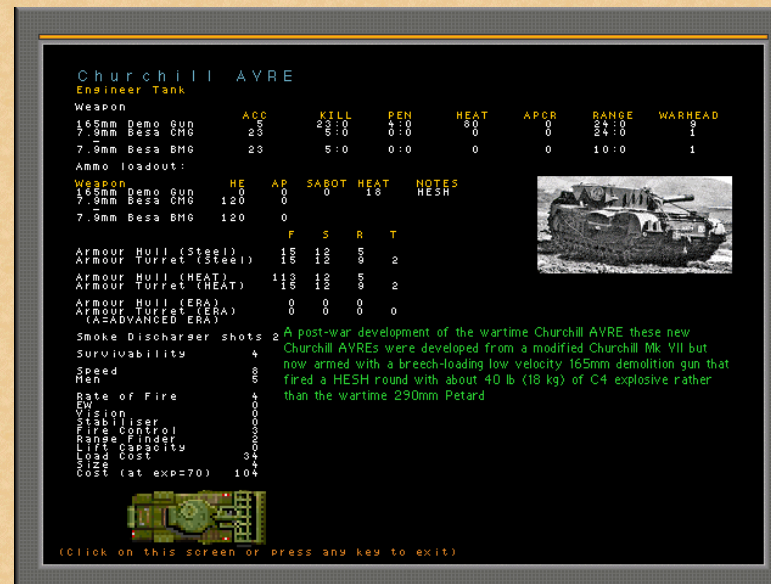 Churchill AYRE
Engineer Tank
Weapon
ACC KILL PEN HEAT APCR RANGE WARHEAD
165mm Demo Gun 5 23:0 4:0 80 0 24:0 9
7.9mm Besa CMG 23 5:0 0:0 0 0 24:0 1
7.9mm Besa BMG 23 5:0 0:0 0 0 10:0 1
Ammo loadout:
Weapon HE AP SABOT HEAT NOTES
165mm Demo Gun 0 0 0 18 HESH
7.9mm Besa CMG 120 0
7.9mm Besa BMG 120 0
F S R T
Armour Hull (Steel) 15 12 5
Armour Turret (Steel) 15 12 9 2
Armour Hull (HEAT) 113 12 5
Armour Turret (HEAT) 15 12 9 2
Armour Hull (ERA) 0 0 0
Armour Turret (ERA) 0 0 0 0
(A=ADVANCED ERA)
Smoke Discharger shots 2
Survivability 4
Speed 8
Men 5
Rate of Fire 4
EW 0
Vision 0
Stabiliser 0
Fire Control 3
Range Finder 2
Lift Capacity 0
Load Cost 34
Size 4
Cost (at exp=70) 104
A post-war development of the wartime Churchill AVRE these new
Churchill AVREs were developed from a modified Churchill Mk VII but
now armed with a breech-loading low velocity 165mm demolition gun that
fired a HESH round with about 40 lb (18 kg) of C4 explosive rather
than the wartime 290mm Petard
(Click on this screen or press any key to exit)